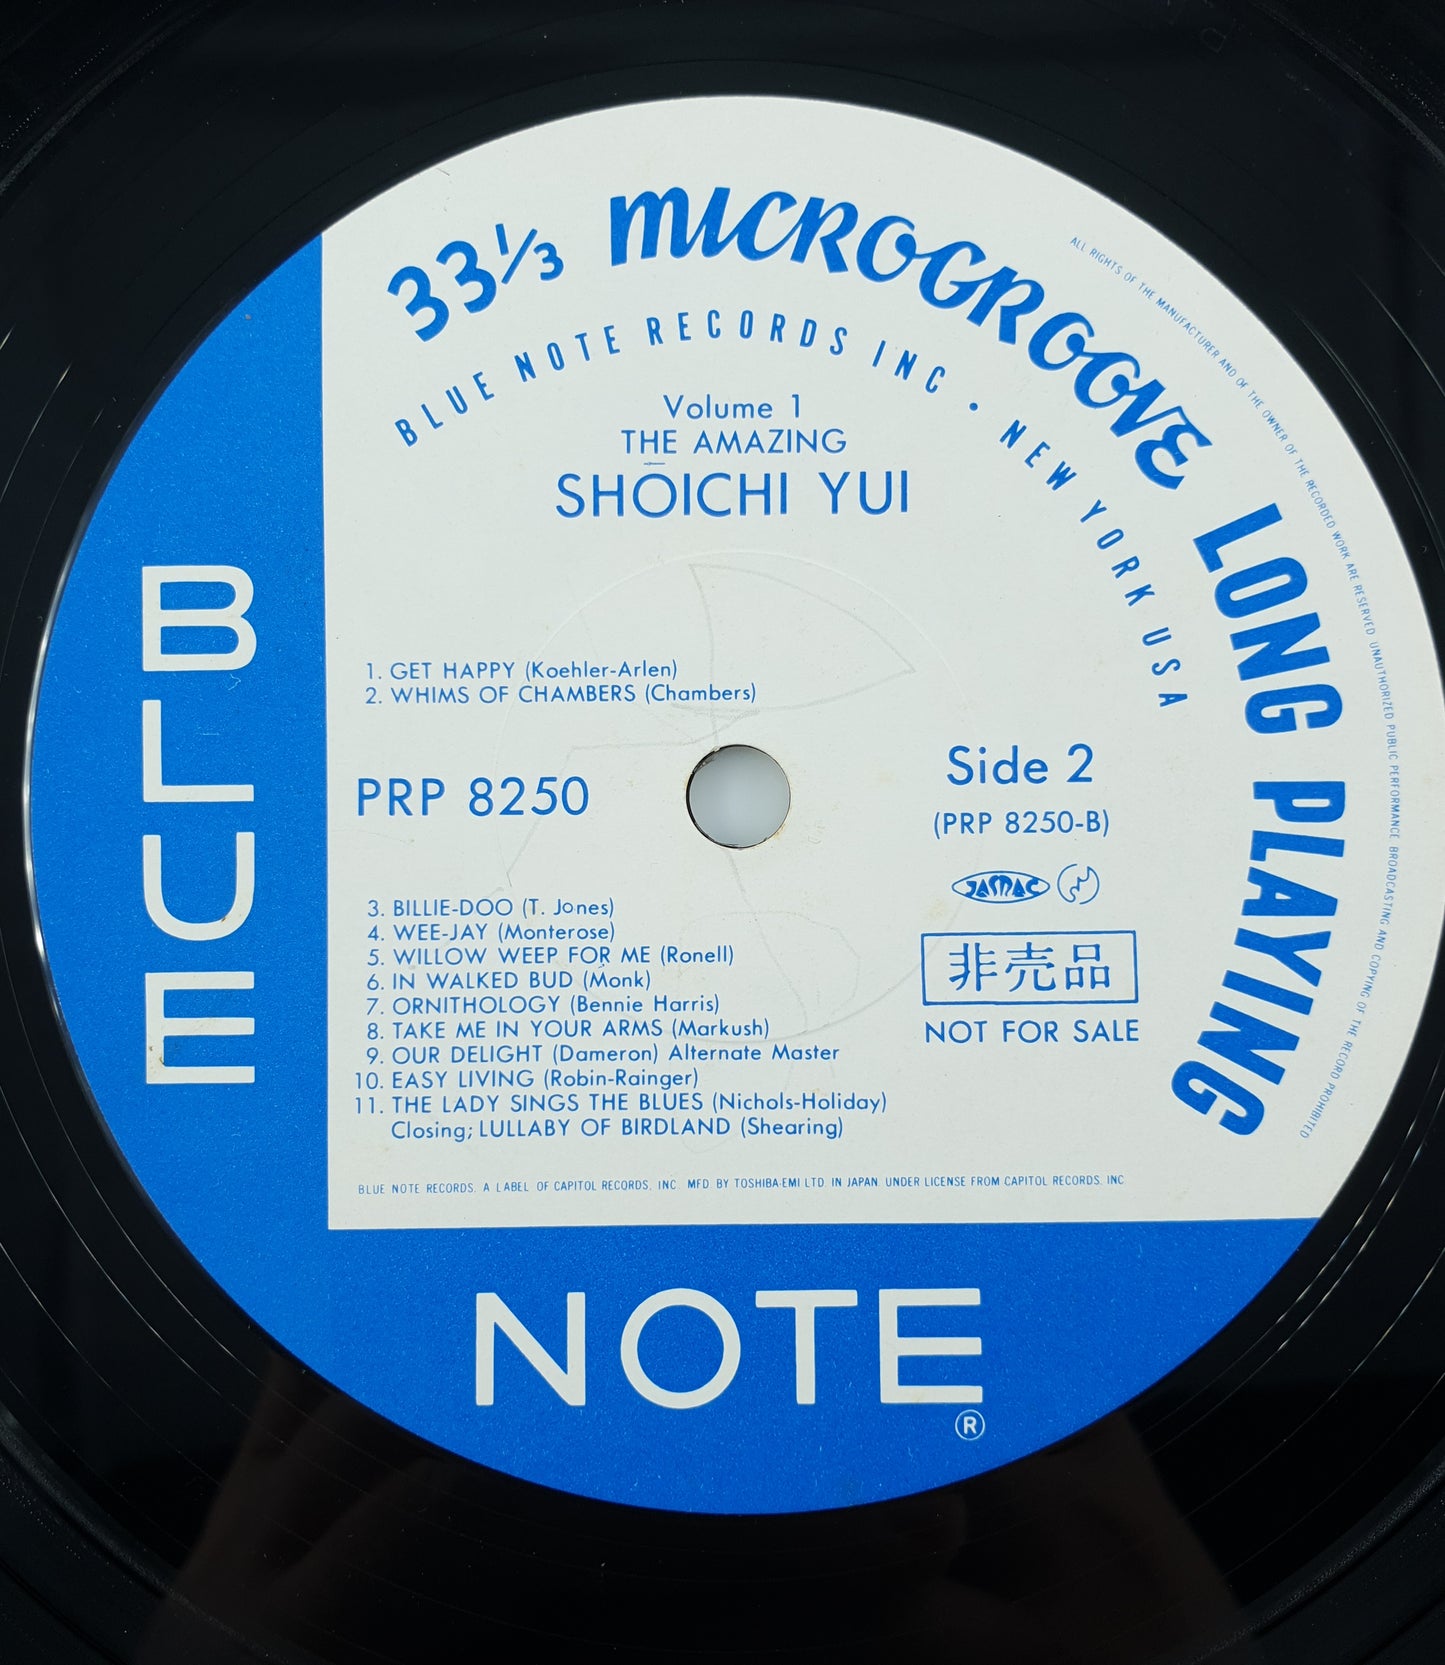 33⅓ MICROGROOVE LONG PLAYING
BLUE NOTE RECORDS INC • NEW YORK USA
ALL RIGHTS OF THE MANUFACTURER AND OF THE OWNER OF THE RECORDED WORK ARE RESERVED. UNAUTHORIZED PUBLIC PERFORMANCE BROADCASTING AND COPYING OF THE RECORD PROHIBITED
Volume 1
THE AMAZING
SHŌICHI YUI
1. GET HAPPY (Koehler-Arlen)
2. WHIMS OF CHAMBERS (Chambers)
PRP 8250
Side 2
(PRP 8250-B)
JASRAC
非売品
NOT FOR SALE
3. BILLIE-DOO (T. Jones)
4. WEE-JAY (Monterose)
5. WILLOW WEEP FOR ME (Ronell)
6. IN WALKED BUD (Monk)
7. ORNITHOLOGY (Bennie Harris)
8. TAKE ME IN YOUR ARMS (Markush)
9. OUR DELIGHT (Dameron) Alternate Master
10. EASY LIVING (Robin-Rainger)
11. THE LADY SINGS THE BLUES (Nichols-Holiday)
Closing; LULLABY OF BIRDLAND (Shearing)
BLUE NOTE RECORDS, A LABEL OF CAPITOL RECORDS, INC. MFD. BY TOSHIBA-EMI LTD. IN JAPAN. UNDER LICENSE FROM CAPITOL RECORDS, INC.
BLUE
NOTE
®